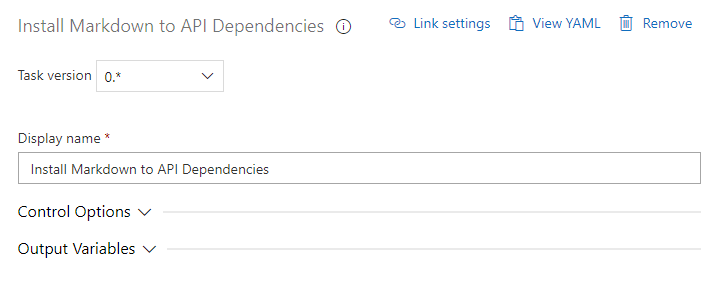 Install Markdown to API Dependencies
Link settings
View YAML
Remove
Task version 0.*
Display name *
Install Markdown to API Dependencies
Control Options
Output Variables